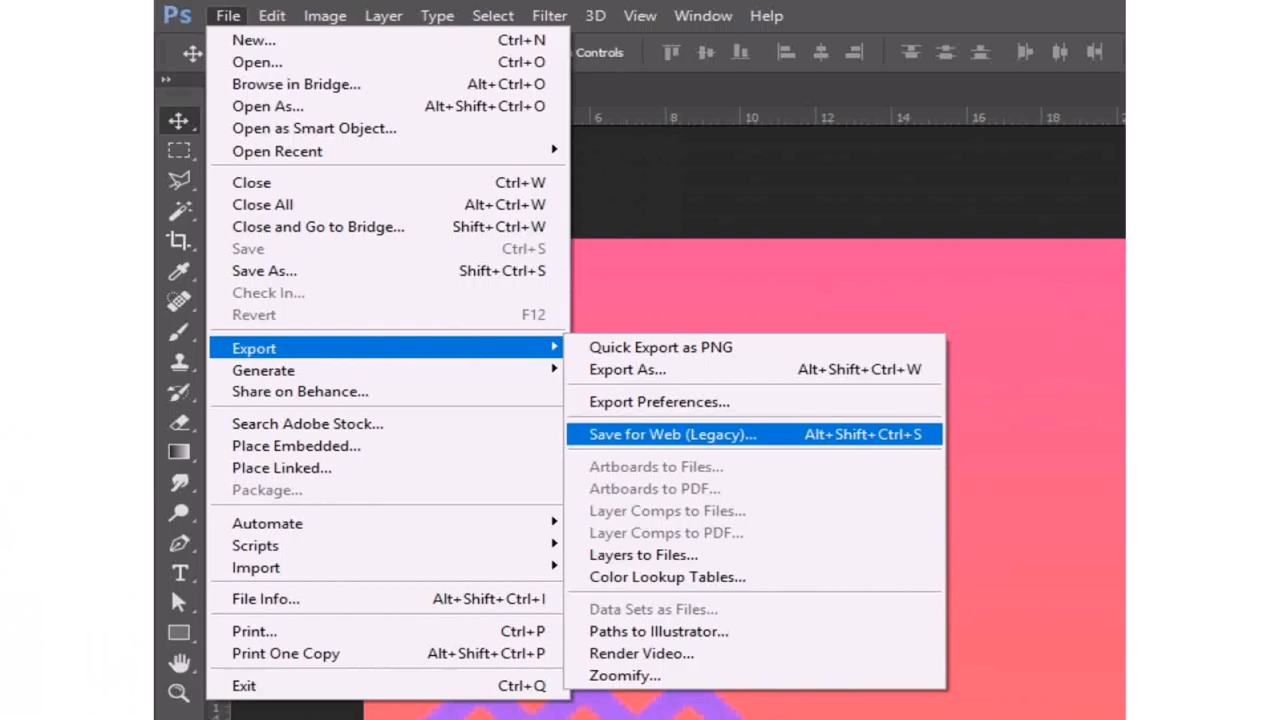 Ps File Edit Image Layer Type Select Filter 3D View Window Help
New... Ctrl+N
Controls
Open... Ctrl+O
Browse in Bridge... Alt+Ctrl+O
Open As... Alt+Shift+Ctrl+O
6 8 10 12 14 16 18
Open as Smart Object...
Open Recent
Close Ctrl+W
Close All Alt+Ctrl+W
Close and Go to Bridge... Shift+Ctrl+W
Save Ctrl+S
Save As... Shift+Ctrl+S
Check In...
Revert F12
Export
Generate
Share on Behance...
Search Adobe Stock...
Place Embedded...
Place Linked...
Package...
Automate
Scripts
Import
File Info... Alt+Shift+Ctrl+I
Print... Ctrl+P
Print One Copy Alt+Shift+Ctrl+P
Exit Ctrl+Q
Quick Export as PNG
Export As... Alt+Shift+Ctrl+W
Export Preferences...
Save for Web (Legacy)... Alt+Shift+Ctrl+S
Artboards to Files...
Artboards to PDF...
Layer Comps to Files...
Layer Comps to PDF...
Layers to Files...
Color Lookup Tables...
Data Sets as Files...
Paths to Illustrator...
Render Video...
Zoomify...